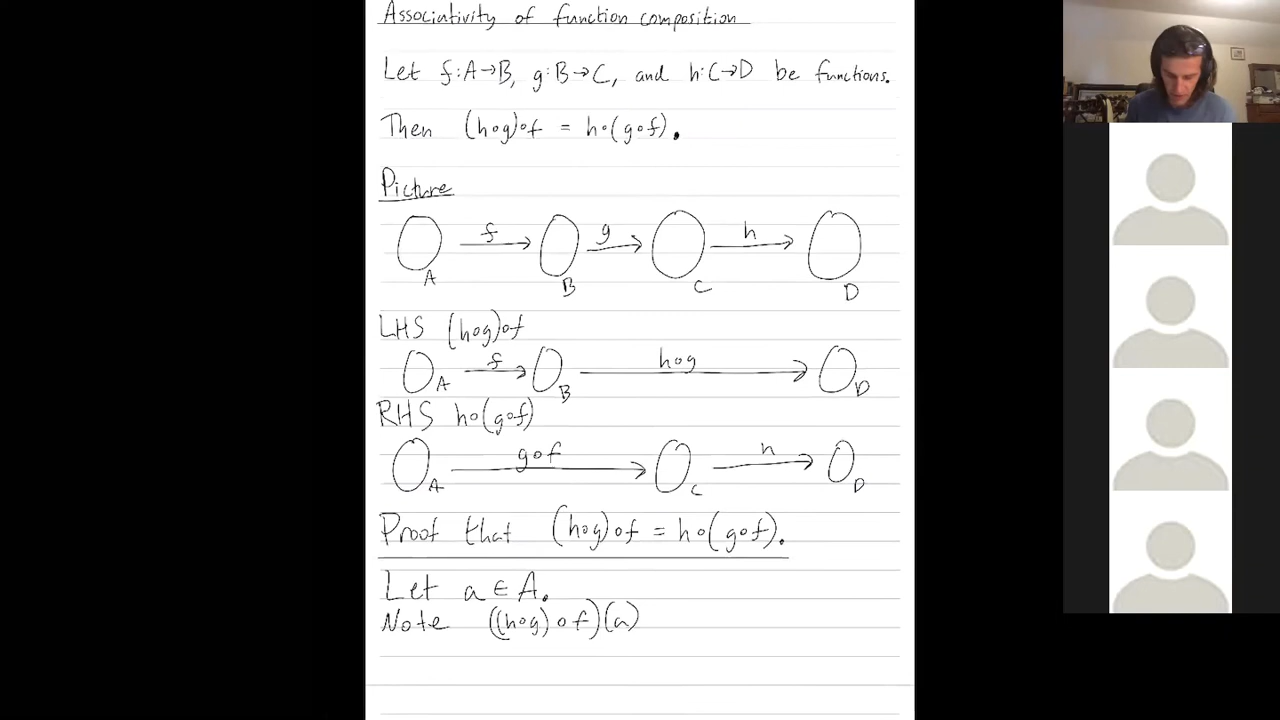 Associativity of function composition
Let f:A→B, g:B→C, and h:C→D be functions.
Then (h∘g)∘f = h∘(g∘f).
Picture
f g h
A B C D
LHS (h∘g)∘f
f h∘g
A B D
RHS h∘(g∘f)
g∘f h
A C D
Proof that (h∘g)∘f = h∘(g∘f).
Let a ∈ A.
Note ((h∘g)∘f)(a)